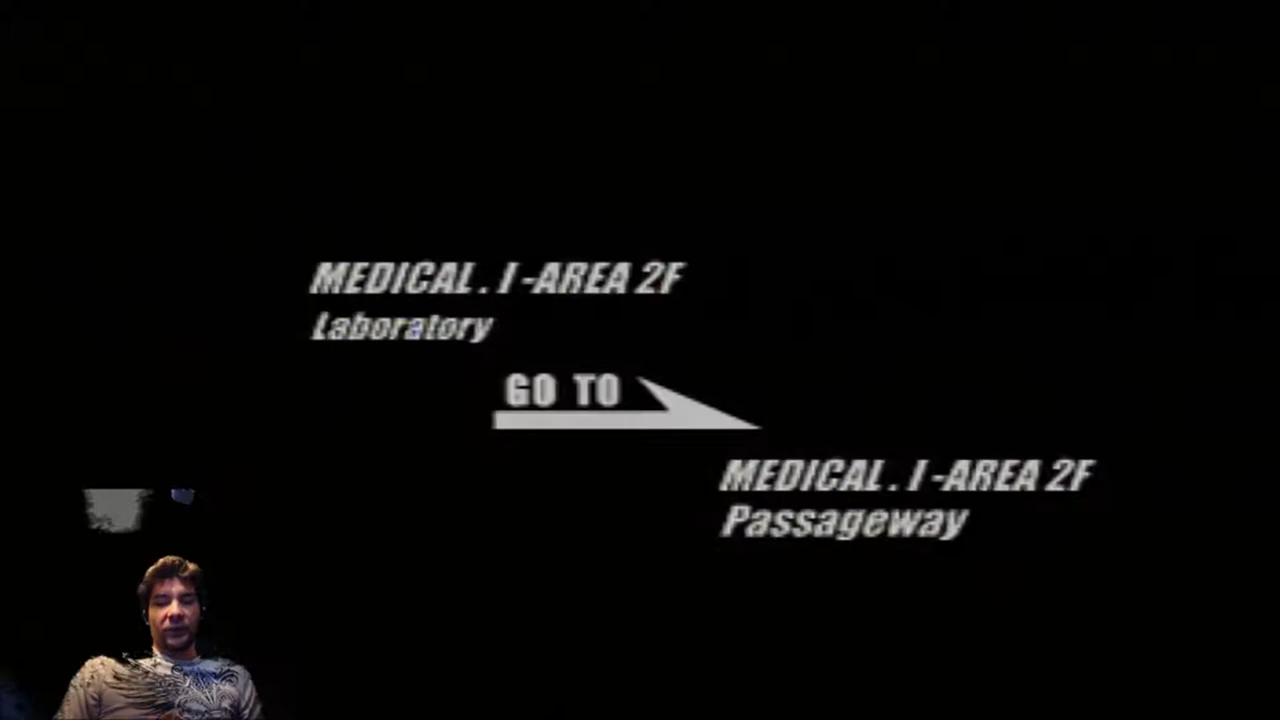 MEDICAL . I -AREA 2F
Laboratory
GO TO
MEDICAL . I -AREA 2F
Passageway